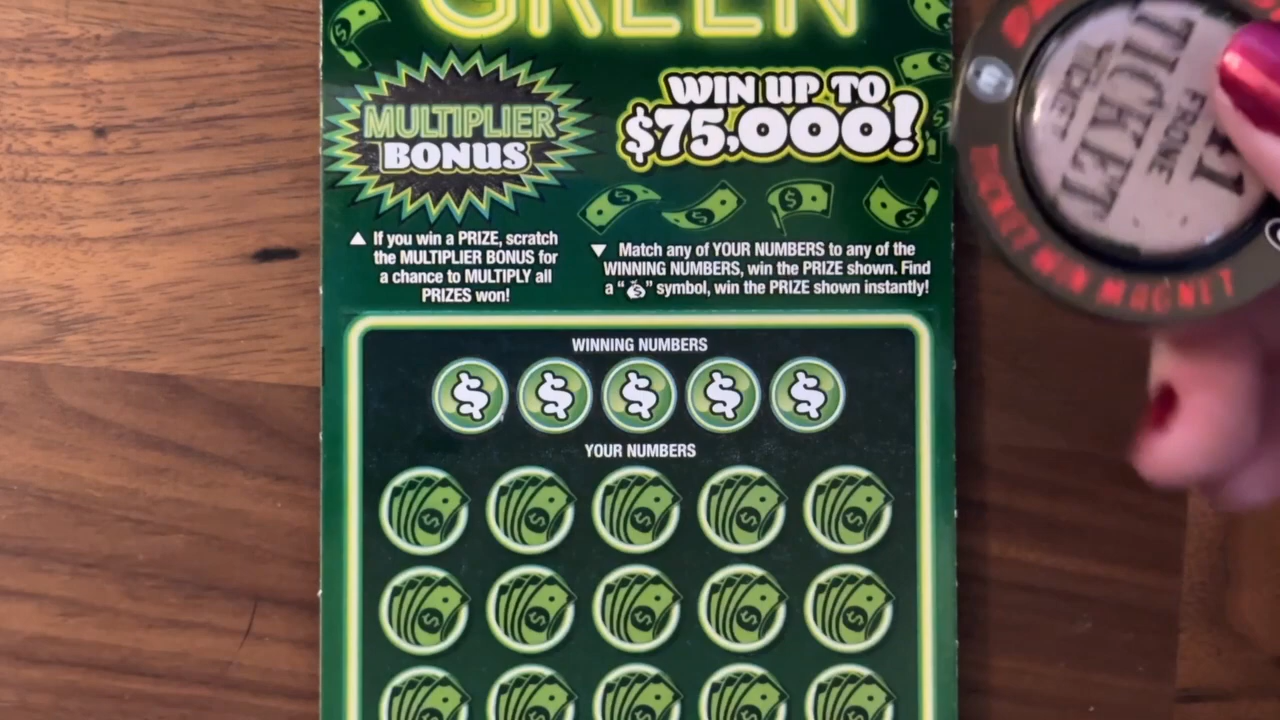 GREEN
MULTIPLIER
BONUS
WIN UP TO
$75,000!
▲ If you win a PRIZE, scratch
the MULTIPLIER BONUS for
a chance to MULTIPLY all
PRIZES won!
▼ Match any of YOUR NUMBERS to any of the
WINNING NUMBERS, win the PRIZE shown. Find
a “ ” symbol, win the PRIZE shown instantly!
WINNING NUMBERS
$ $ $ $ $
YOUR NUMBERS
TICKET
FRONE
TICKET
MAGNET